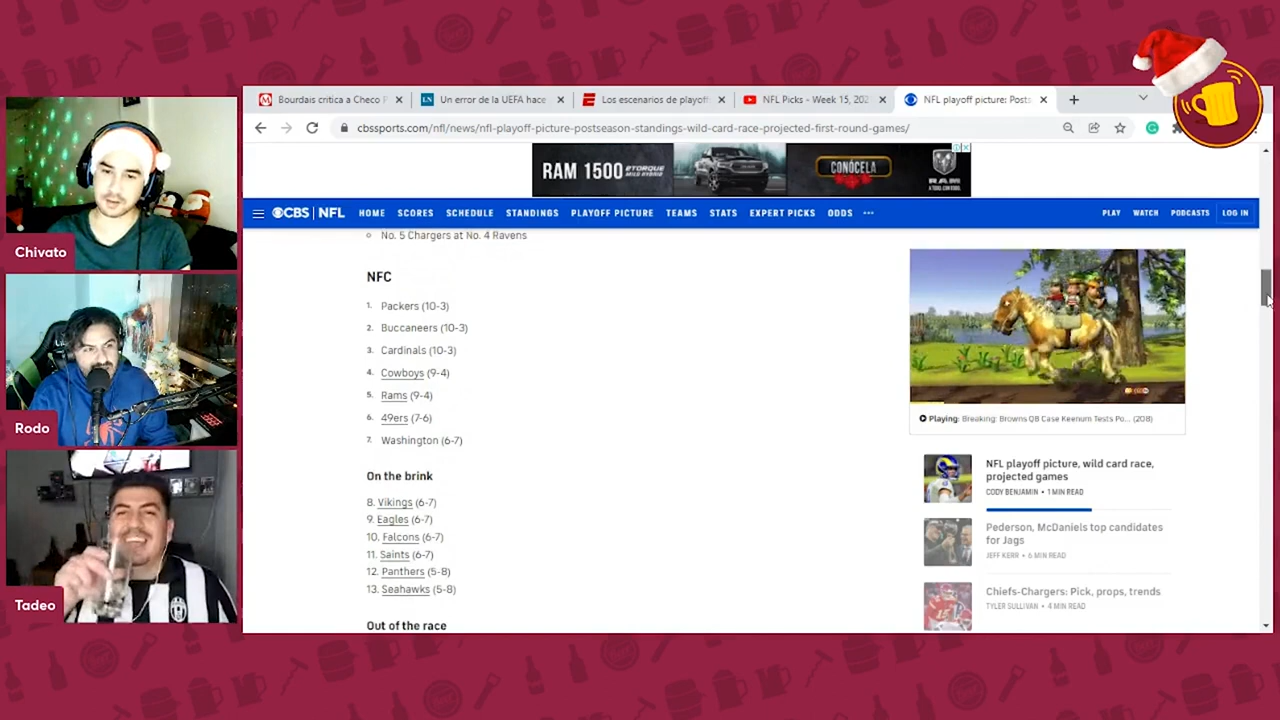 Bourdais critica a Checo P
Un error de la UEFA hace
Los escenarios de playoff
NFL Picks - Week 15, 202
NFL playoff picture: Posts
cbssports.com/nfl/news/nfl-playoff-picture-postseason-standings-wild-card-race-projected-first-round-games/
RAM 1500 ETORQUE
MILD HYBRID
CONÓCELA
RAM
CBS NFL HOME SCORES SCHEDULE STANDINGS PLAYOFF PICTURE TEAMS STATS EXPERT PICKS ODDS ... PLAY WATCH PODCASTS LOG IN
No. 5 Chargers at No. 4 Ravens
NFC
1. Packers (10-3)
2. Buccaneers (10-3)
3. Cardinals (10-3)
4. Cowboys (9-4)
5. Rams (9-4)
6. 49ers (7-6)
7. Washington (6-7)
On the brink
8. Vikings (6-7)
9. Eagles (6-7)
10. Falcons (6-7)
11. Saints (6-7)
12. Panthers (5-8)
13. Seahawks (5-8)
Out of the race
Playing: Breaking: Browns QB Case Keenum Tests Po... (208)
NFL playoff picture, wild card race,
projected games
CODY BENJAMIN • 1 MIN READ
Pederson, McDaniels top candidates
for Jags
JEFF KERR • 6 MIN READ
Chiefs-Chargers: Pick, props, trends
TYLER SULLIVAN • 4 MIN READ
Chivato
Rodo
Tadeo